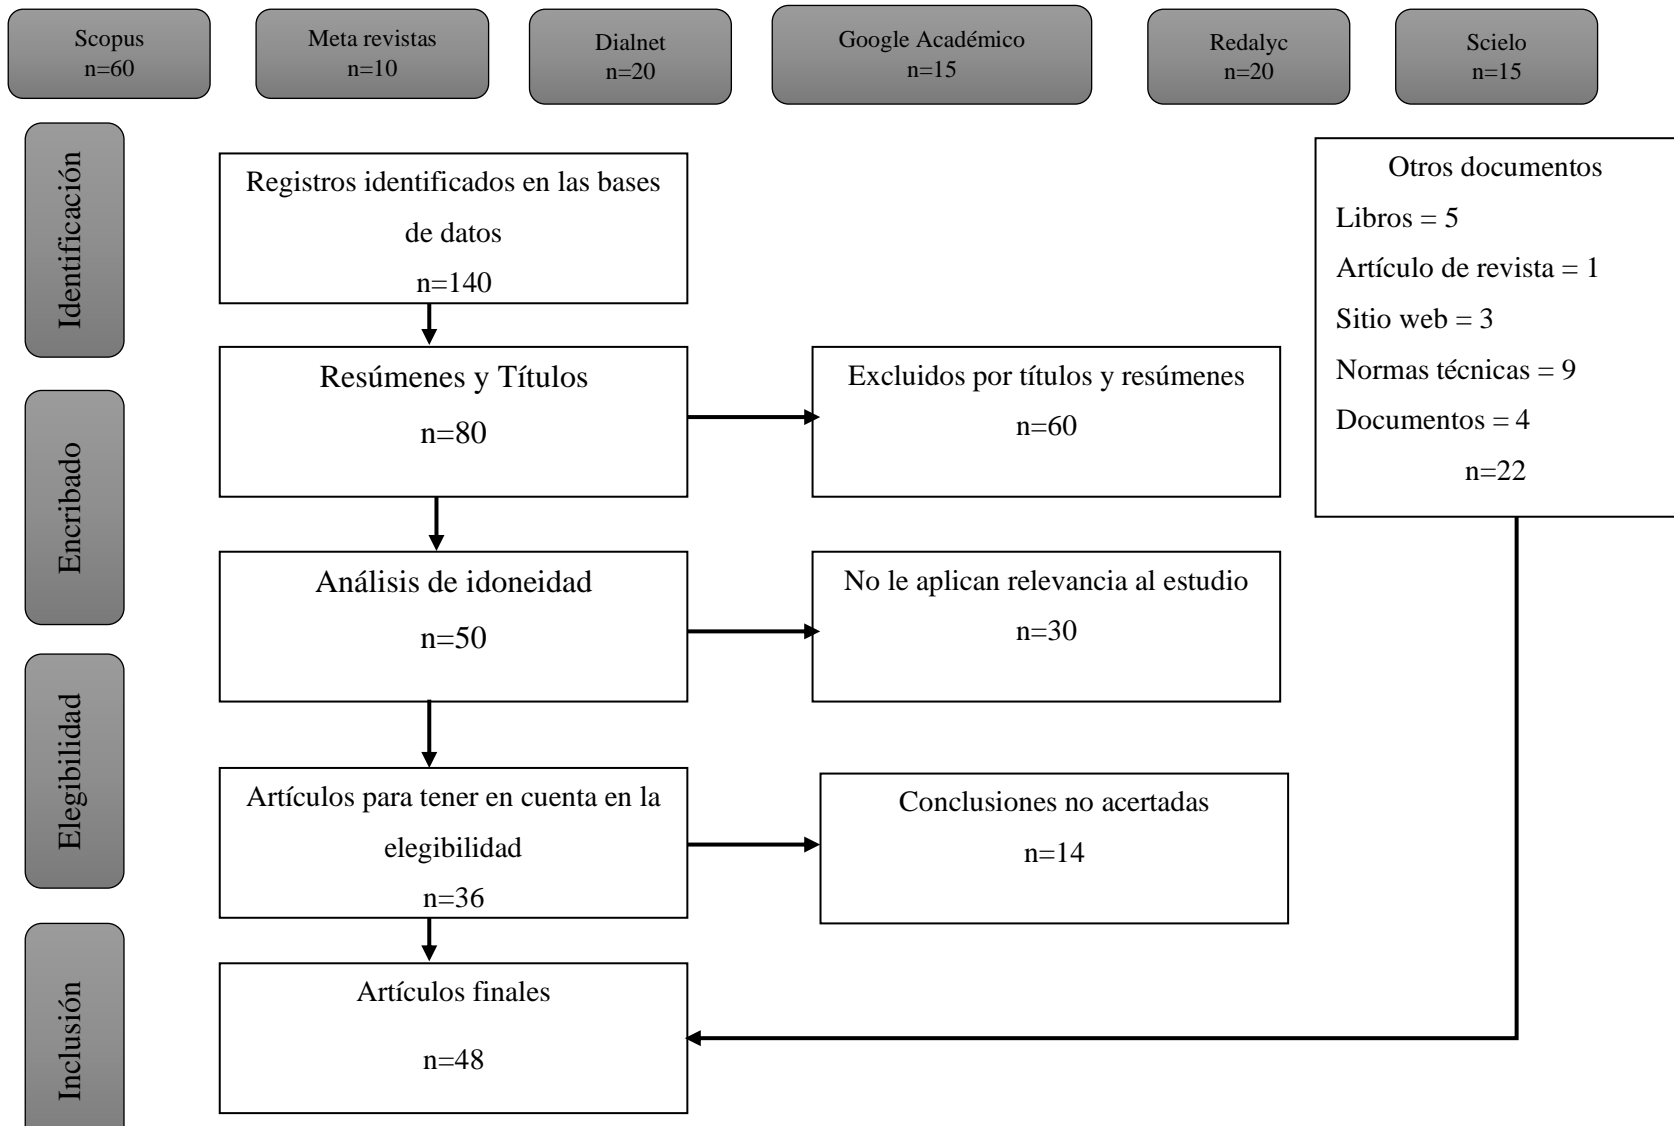 Scopus
n=60
Meta revistas
n=10
Dialnet
n=20
Google Académico
n=15
Redalyc
n=20
Scielo
n=15
Identificación
Registros identificados en las bases
de datos
n=140
Otros documentos
Libros = 5
Artículo de revista = 1
Sitio web = 3
Normas técnicas = 9
Documentos = 4
n=22
Encribado
Resúmenes y Títulos
n=80
Excluidos por títulos y resúmenes
n=60
Análisis de idoneidad
n=50
No le aplican relevancia al estudio
n=30
Elegibilidad
Artículos para tener en cuenta en la
elegibilidad
n=36
Conclusiones no acertadas
n=14
Inclusión
Artículos finales
n=48